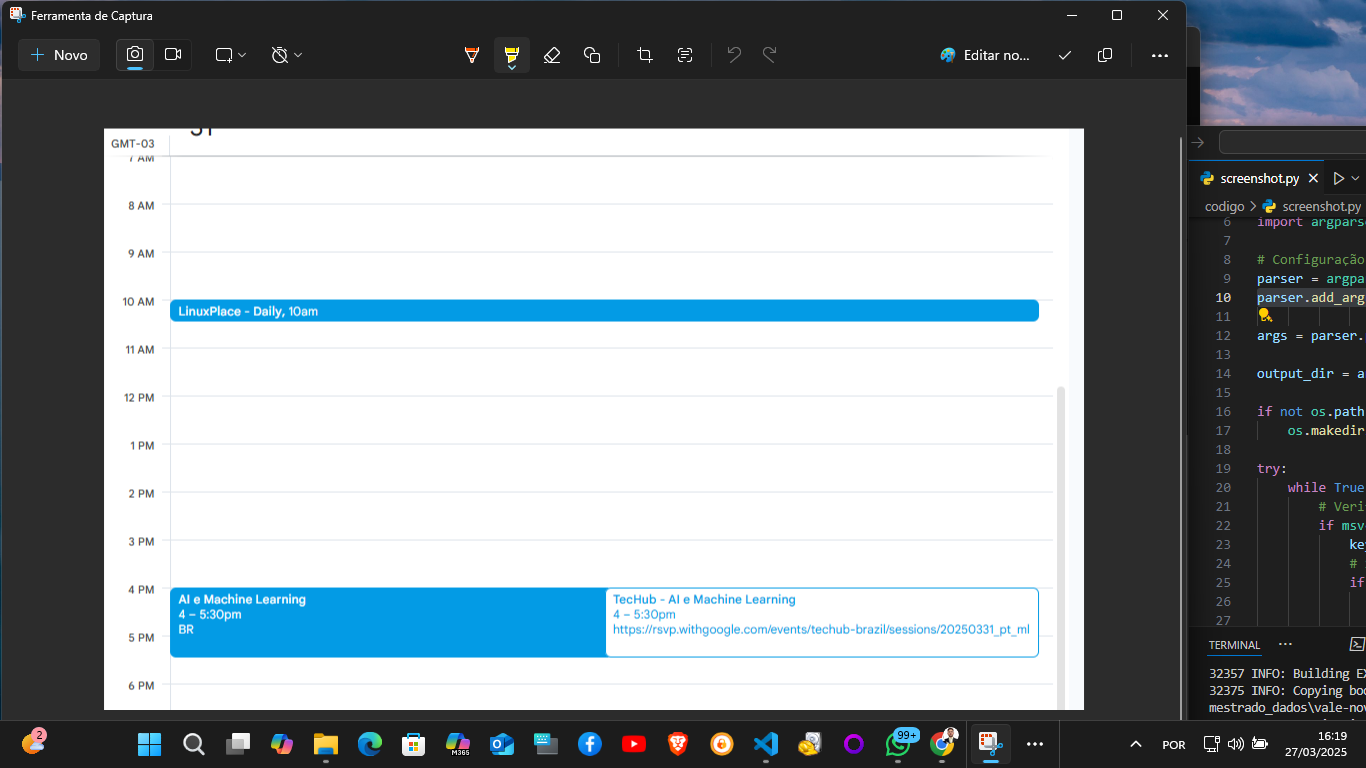 Ferramenta de Captura
Novo
Editar no...
GMT-03
31
7 AM
8 AM
9 AM
10 AM
LinuxPlace - Daily, 10am
11 AM
12 PM
1 PM
2 PM
3 PM
4 PM
AI e Machine Learning
4 – 5:30pm
BR
TecHub - AI e Machine Learning
4 – 5:30pm
https://rsvp.withgoogle.com/events/techub-brazil/sessions/20250331_pt_ml
5 PM
6 PM
screenshot.py
codigo > screenshot.py
6 import argpars
7
8 # Configuração
9 parser = argpa
10 parser.add_arg
11
12 args = parser.
13
14 output_dir = a
15
16 if not os.path
17 os.makedir
18
19 try:
20 while True
21 # Veri
22 if msv
23 key
24 #
25 if
26
27
TERMINAL
32357 INFO: Building EX
32375 INFO: Copying boo
mestrado_dados\vale-nov
2
M365
99+
POR
16:19
27/03/2025